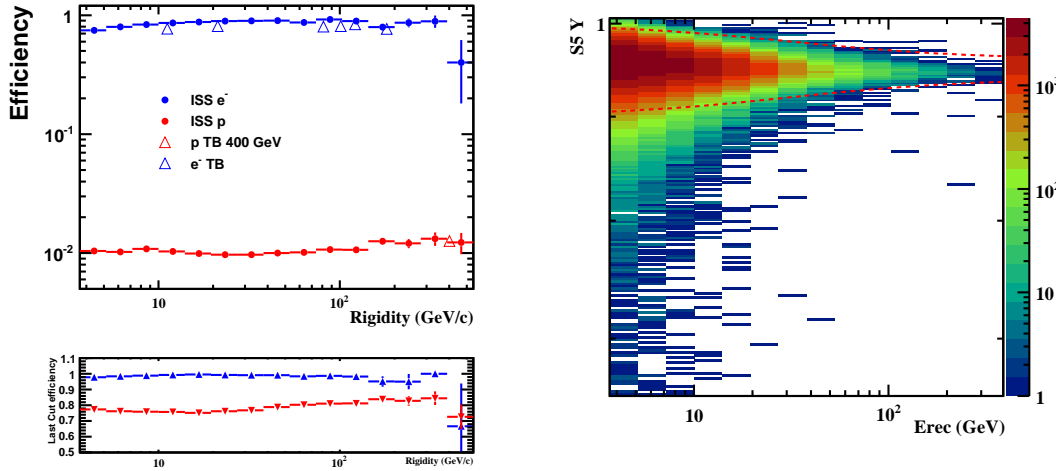 Efficiency
1
10-1
10-2
ISS e-
ISS p
p TB 400 GeV
e- TB
10
102
Rigidity (GeV/c)
Last Cut efficiency
1.1
1
0.9
0.8
0.7
0.6
0.5
10
102
Rigidity (GeV/c)
S5 Y
1
10
102
Erec (GeV)
103
102
10
1